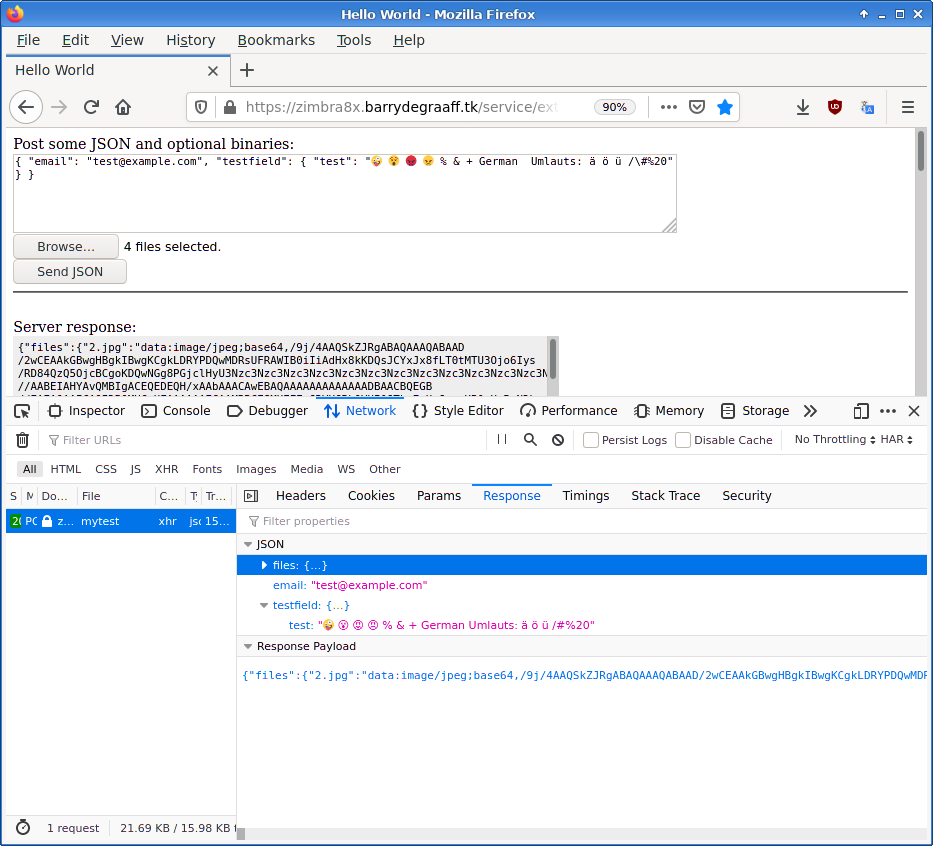 Hello World - Mozilla Firefox
File Edit View History Bookmarks Tools Help
Hello World
https://zimbra8x.barrydegraaff.tk/service/ext 90%
Post some JSON and optional binaries:
{ "email": "test@example.com", "testfield": { "test": "🤪 😵 😡 😠 % & + German  Umlauts: ä ö ü /\#%20"
} }
Browse... 4 files selected.
Send JSON
Server response:
{"files":{"2.jpg":"data:image/jpeg;base64,/9j/4AAQSkZJRgABAQAAAQABAAD
/2wCEAAkGBwgHBgkIBwgKCgkLDRYPDQwMDRsUFRAWIB0iIiAdHx8kKDQsJCYxJx8fLT0tMTU3Ojo6Iys
/RD84QzQ5OjcBCgoKDQwNGg8PGjclHyU3Nzc3Nzc3Nzc3Nzc3Nzc3Nzc3Nzc3Nzc3Nzc3Nzc3Nzc3N
//AABEIAHYAvQMBIgACEQEDEQH/xAAbAAACAwEBAQAAAAAAAAAAAAADBAACBQEGB
Inspector Console Debugger Network Style Editor Performance Memory Storage
Filter URLs Persist Logs Disable Cache No Throttling HAR
All HTML CSS JS XHR Fonts Images Media WS Other
S M Do... File C... Ty Tr... Headers Cookies Params Response Timings Stack Trace Security
20 PO z... mytest xhr jsc 15...
Filter properties
JSON
files: {...}
email: "test@example.com"
testfield: {...}
test: "🤪 😵 😡 😠 % & + German Umlauts: ä ö ü /#%20"
Response Payload
{"files":{"2.jpg":"data:image/jpeg;base64,/9j/4AAQSkZJRgABAQAAAQABAAD/2wCEAAkGBwgHBgkIBwgKCgkLDRYPDQwMDR
1 request 21.69 KB / 15.98 KB